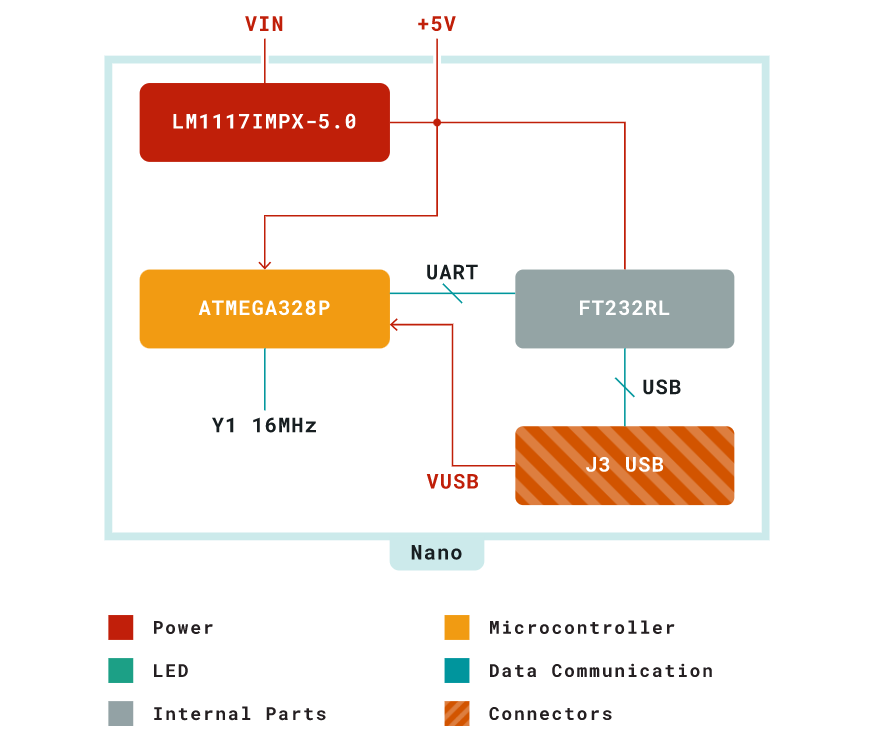 VIN
+5V
LM1117IMPX-5.0
UART
ATMEGA328P
FT232RL
USB
Y1 16MHz
J3 USB
VUSB
Nano
Power
Microcontroller
LED
Data Communication
Internal Parts
Connectors